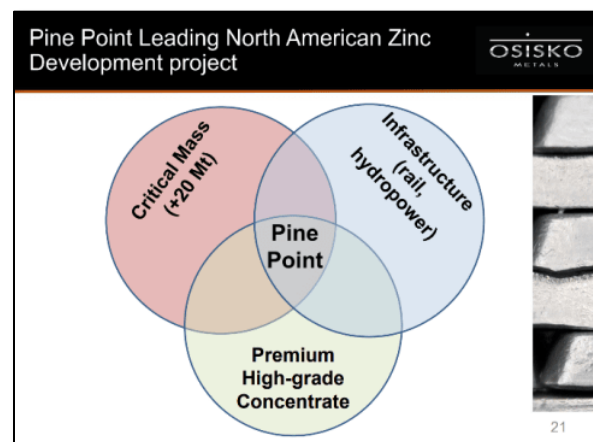 Pine Point Leading North American Zinc
Development project
OSISKO
METALS
Critical Mass
(+20 Mt)
Infrastructure
(rail,
hydropower)
Pine
Point
Premium
High-grade
Concentrate
21